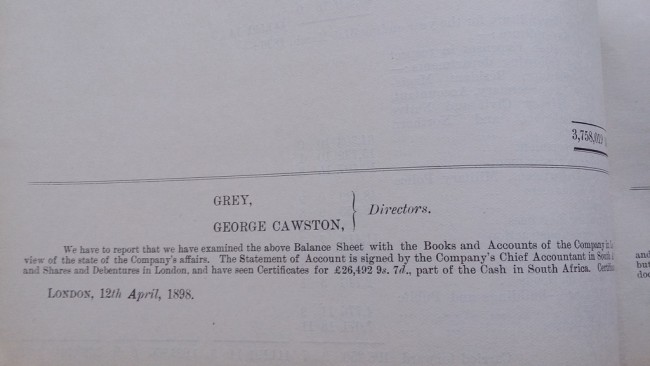 3,758,021
GREY,
GEORGE CAWSTON,
Directors.
We have to report that we have examined the above Balance Sheet with the Books and Accounts of the Company
view of the state of the Company's affairs. The Statement of Account is signed by the Company's Chief Accountant in
and Shares and Debentures in London, and have seen Certificates for £26,492 9s. 7d., part of the Cash in South Africa.
LONDON, 12th April, 1898.
and
but